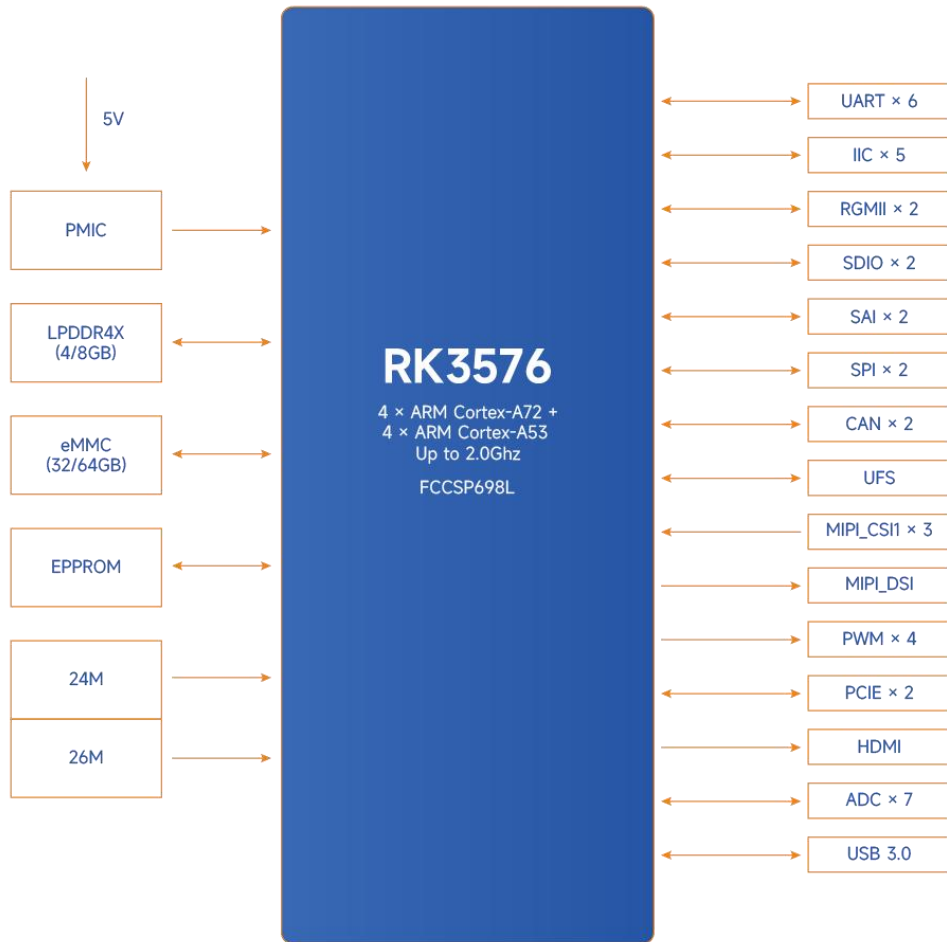 5V
PMIC
LPDDR4X
(4/8GB)
eMMC
(32/64GB)
EPPROM
24M
26M
RK3576
4 × ARM Cortex-A72 +
4 × ARM Cortex-A53
Up to 2.0Ghz
FCCSP698L
UART × 6
IIC × 5
RGMII × 2
SDIO × 2
SAI × 2
SPI × 2
CAN × 2
UFS
MIPI_CSI1 × 3
MIPI_DSI
PWM × 4
PCIE × 2
HDMI
ADC × 7
USB 3.0